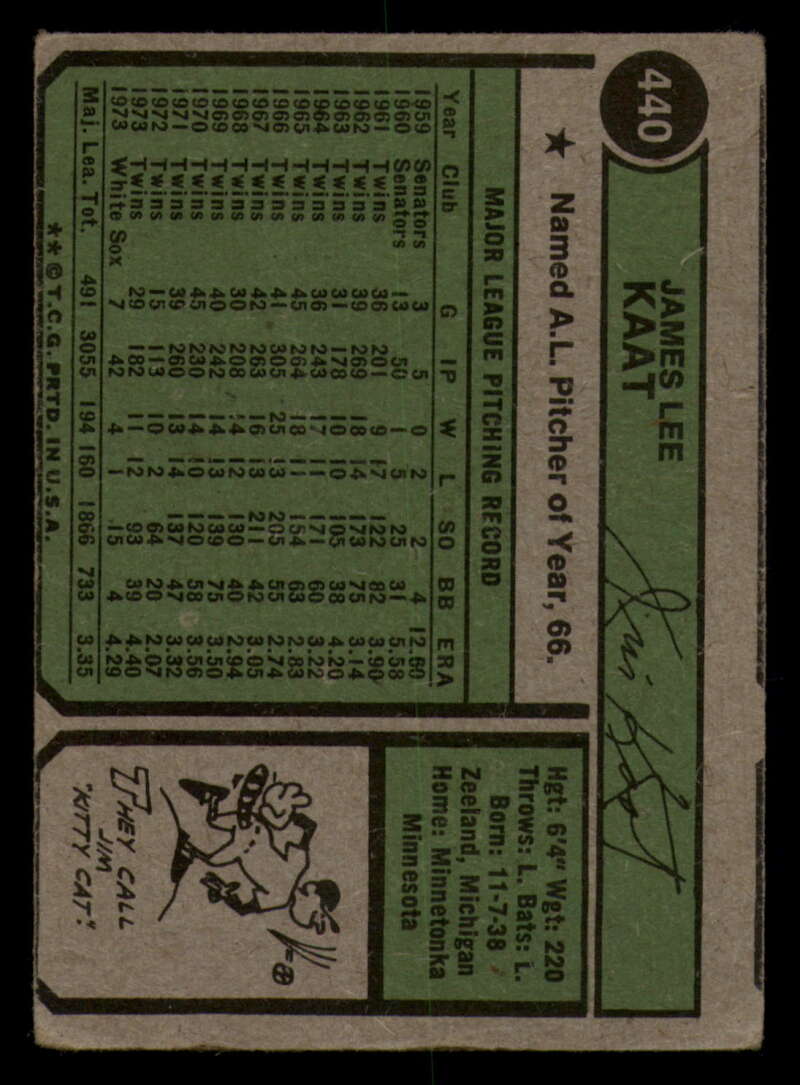 440
JAMES LEE
KAAT
Jim Kaat
★ Named A.L. Pitcher of Year, 66.
MAJOR LEAGUE PITCHING RECORD
Year Club G IP W L SO BB ERA
1959 Senators 3 5 0 2 2 4 12.60
1960 Senators 13 50 1 5 25 31 5.58
1961 Twins 36 201 9 17 122 82 3.90
1962 Twins 39 269 18 14 173 75 3.14
1963 Twins 31 178 10 10 105 38 4.20
1964 Twins 36 243 17 11 171 60 3.22
1965 Twins 45 264 18 11 154 63 2.83
1966 Twins 41 305 25 13 205 55 2.74
1967 Twins 42 263 16 13 211 42 3.05
1968 Twins 30 208 14 12 130 40 2.94
1969 Twins 40 242 14 13 139 75 3.50
1970 Twins 45 230 14 10 120 58 3.56
1971 Twins 39 260 13 14 137 47 3.32
1972 Twins 15 113 10 2 64 20 2.07
1973 Twins 29 182 11 12 93 39 4.40
1973 White Sox 7 42 4 1 15 4 4.29
Maj. Lea. Tot. 491 3055 194 160 1866 733 3.35
**©T.C.G. PRTD. IN U.S.A.
Hgt: 6'4" Wgt: 220
Throws: L. Bats: L.
Born: 11-7-38
Zeeland, Michigan
Home: Minnetonka
Minnesota
THEY CALL
JIM
"KITTY CAT."